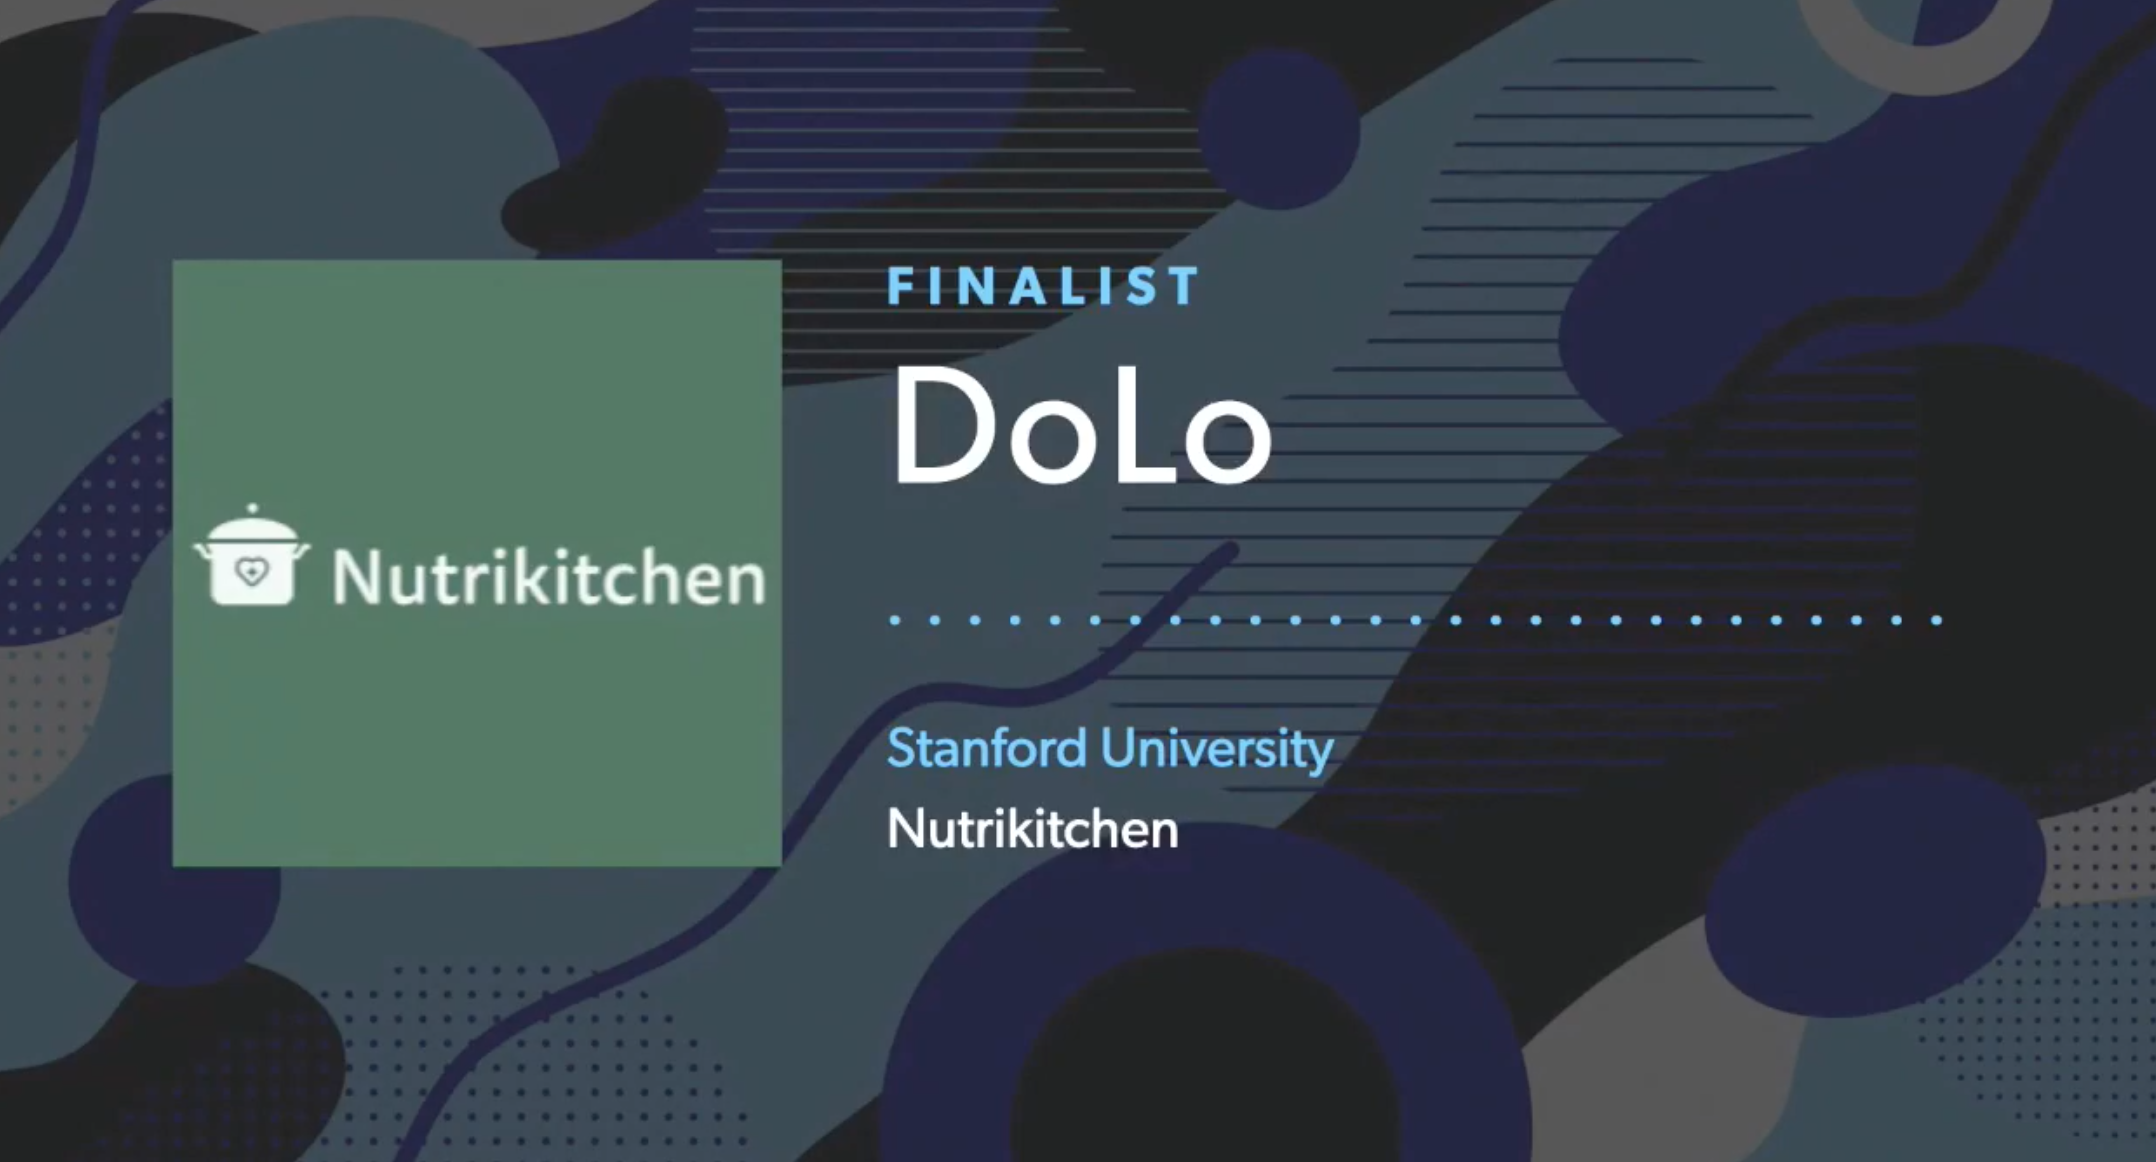 Nutrikitchen
FINALIST
DoLo
Stanford University
Nutrikitchen